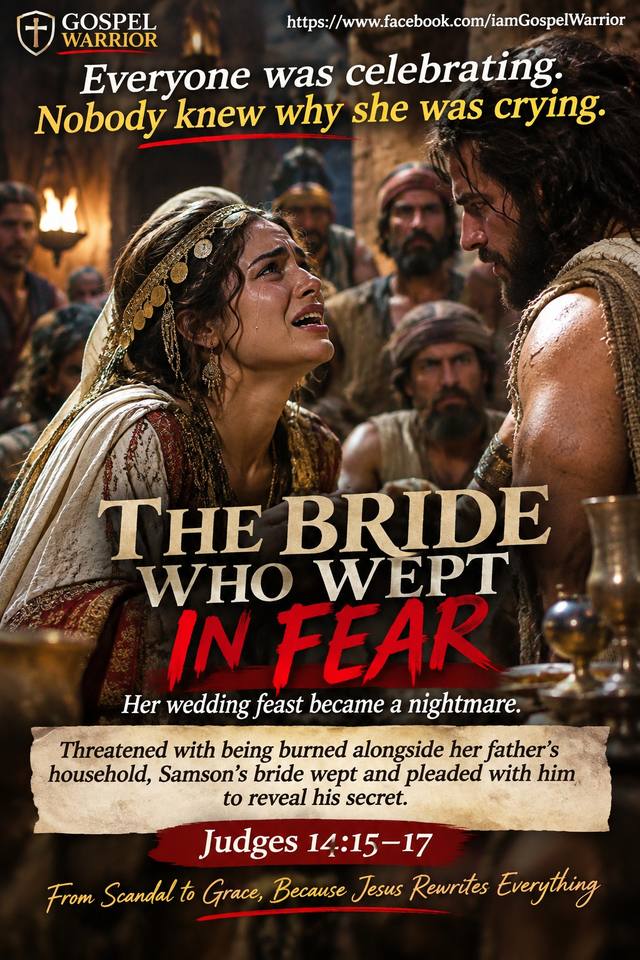 GOSPEL
WARRIOR
https://www.facebook.com/iamGospelWarrior
Everyone was celebrating.
Nobody knew why she was crying.
THE BRIDE
WHO WEPT
IN FEAR
Her wedding feast became a nightmare.
Threatened with being burned alongside her father's
household, Samson's bride wept and pleaded with him
to reveal his secret.
Judges 14:15–17
From Scandal to Grace, Because Jesus Rewrites Everything